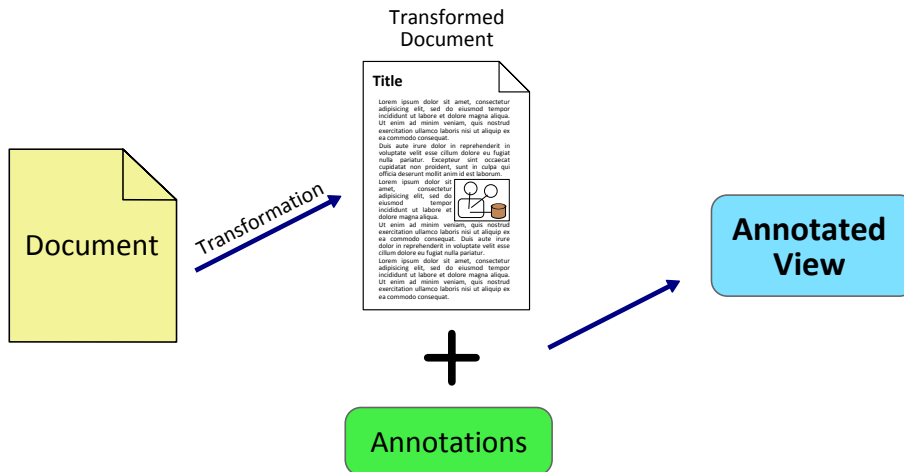 Transformed
Document
Title
Lorem ipsum dolor sit amet, consectetur
adipisicing elit, sed do eiusmod tempor
incididunt ut labore et dolore magna aliqua.
Ut enim ad minim veniam, quis nostrud
exercitation ullamco laboris nisi ut aliquip ex
ea commodo consequat.
Duis aute irure dolor in reprehenderit in
voluptate velit esse cillum dolore eu fugiat
nulla pariatur. Excepteur sint occaecat
cupidatat non proident, sunt in culpa qui
officia deserunt mollit anim id est laborum.
Lorem ipsum dolor sit
amet, consectetur
adipisicing elit, sed do
eiusmod tempor
incididunt ut labore et
dolore magna aliqua.
Ut enim ad minim veniam, quis nostrud
exercitation ullamco laboris nisi ut aliquip ex
ea commodo consequat. Duis aute irure
dolor in reprehenderit in voluptate velit esse
cillum dolore eu fugiat nulla pariatur.
Lorem ipsum dolor sit amet, consectetur
adipisicing elit, sed do eiusmod tempor
incididunt ut labore et dolore magna aliqua.
Ut enim ad minim veniam, quis nostrud
exercitation ullamco laboris nisi ut aliquip ex
ea commodo consequat.
Document
Transformation
Annotated
View
+
Annotations